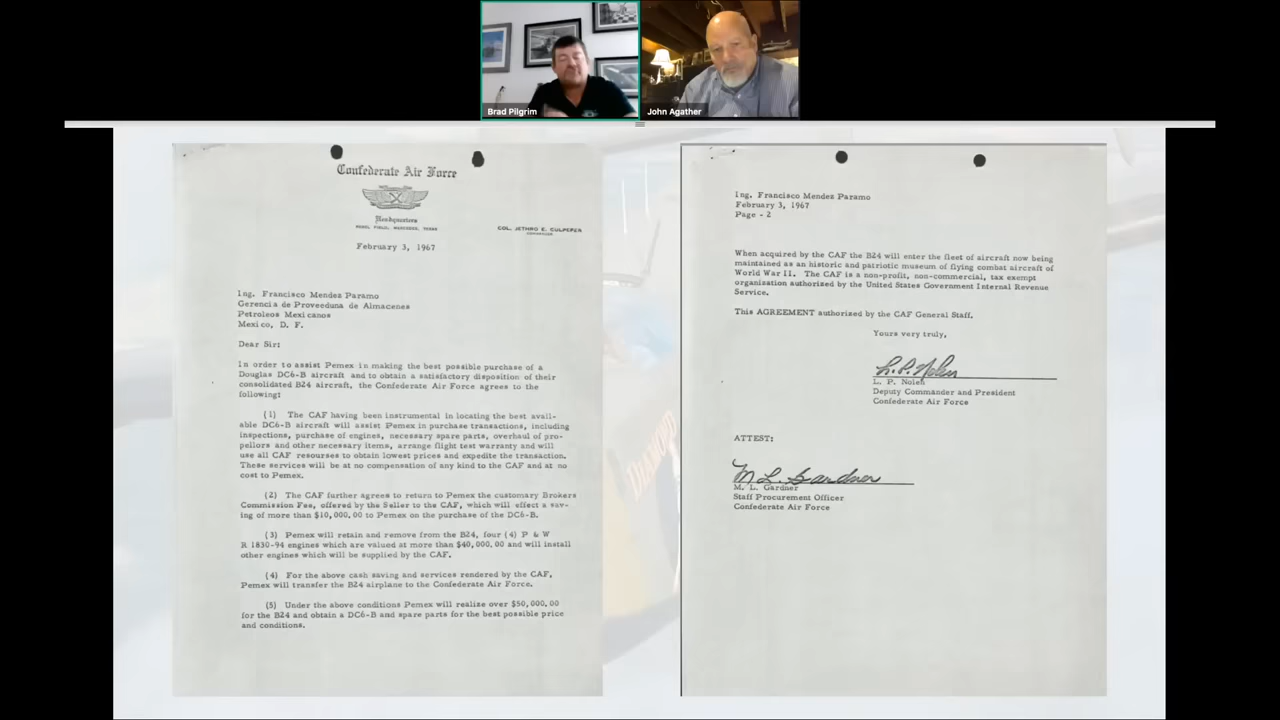 Brad Pilgrim
John Agather
Confederate Air Force
Headquarters
REBEL FIELD, MERCEDES, TEXAS
COL. JETHRO E. CULPEPER
February 3, 1967
Ing. Francisco Mendez Paramo
Gerencia de Proveeduna de Almacenes
Petroleos Mexicanos
Mexico, D. F.
Dear Sir:
In order to assist Pemex in making the best possible purchase of a
Douglas DC6-B aircraft and to obtain a satisfactory disposition of their
consolidated B24 aircraft, the Confederate Air Force agrees to the
following:
(1) The CAF having been instrumental in locating the best avail-
able DC6-B aircraft will assist Pemex in purchase transactions, including
inspections, purchase of engines, necessary spare parts, overhaul of pro-
pellors and other necessary items, arrange flight test warranty and will
use all CAF resourses to obtain lowest prices and expedite the transaction.
These services will be at no compensation of any kind to the CAF and at no
cost to Pemex.
(2) The CAF further agrees to return to Pemex the customary Brokers
Commission Fee, offered by the Seller to the CAF, which will effect a sav-
ing of more than $10,000.00 to Pemex on the purchase of the DC6-B.
(3) Pemex will retain and remove from the B24, four (4) P & W
R 1830-94 engines which are valued at more than $40,000.00 and will install
other engines which will be supplied by the CAF.
(4) For the above cash saving and services rendered by the CAF,
Pemex will transfer the B24 airplane to the Confederate Air Force.
(5) Under the above conditions Pemex will realize over $50,000.00
for the B24 and obtain a DC6-B and spare parts for the best possible price
and conditions.
Ing. Francisco Mendez Paramo
February 3, 1967
Page - 2
When acquired by the CAF the B24 will enter the fleet of aircraft now being
maintained as an historic and patriotic museum of flying combat aircraft of
World War II. The CAF is a non-profit, non-commercial, tax exempt
organization authorized by the United States Government Internal Revenue
Service.
This AGREEMENT authorized by the CAF General Staff.
Yours very truly,
L. P. Nolen
L. P. Nolen
Deputy Commander and President
Confederate Air Force
ATTEST:
M. L. Gardner
M. L. Gardner
Staff Procurement Officer
Confederate Air Force